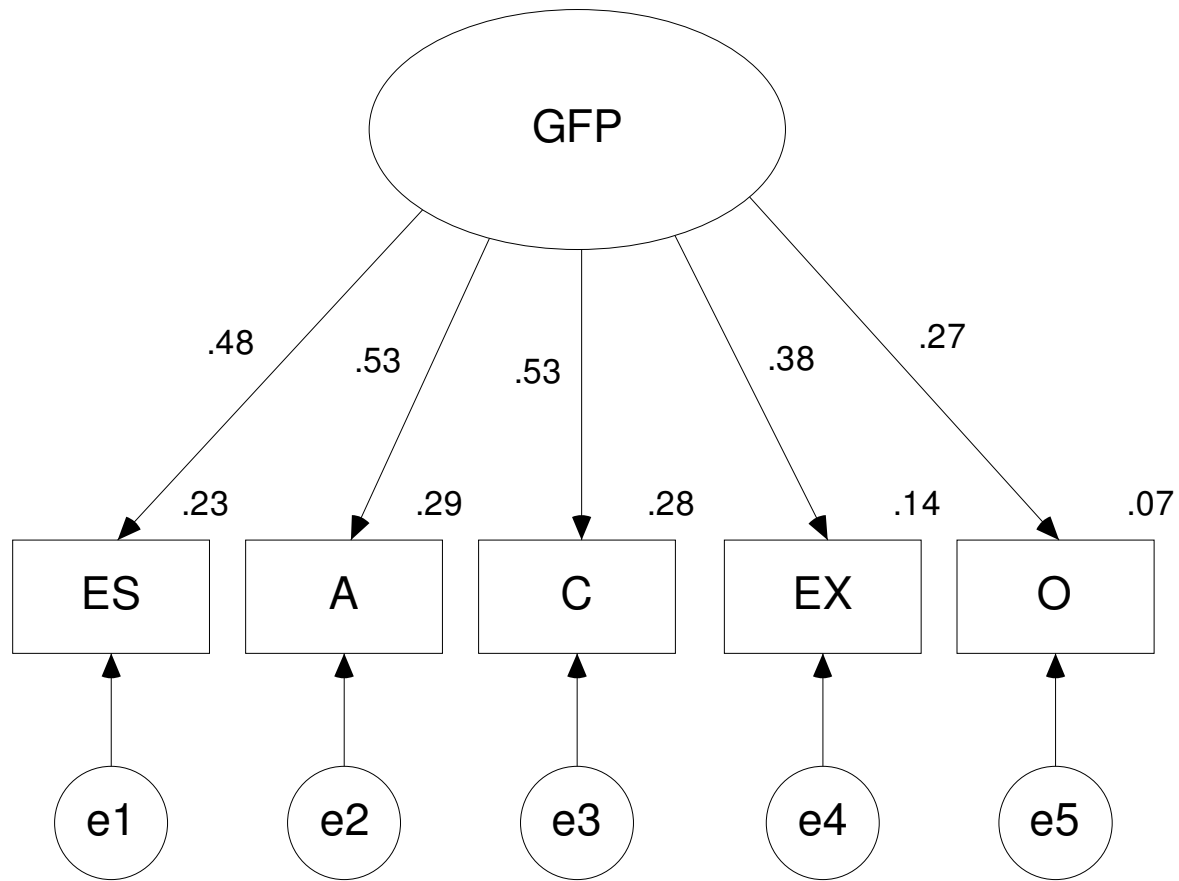 GFP
.48
.53
.53
.38
.27
.23
.29
.28
.14
.07
ES
A
C
EX
O
e1
e2
e3
e4
e5